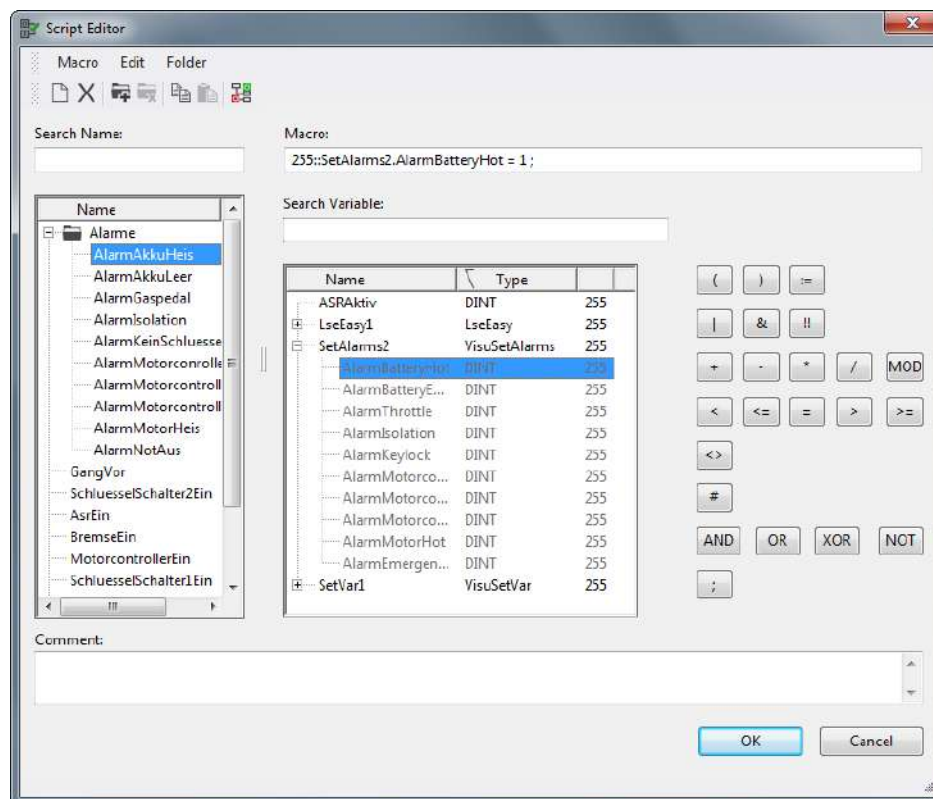 Script Editor
Macro Edit Folder
Search Name:
Macro:
255::SetAlarms2.AlarmBatteryHot = 1 ;
Name
Alarme
AlarmAkkuHeis
AlarmAkkuLeer
AlarmGaspedal
AlarmIsolation
AlarmKeinSchluesse
AlarmMotorconrolle
AlarmMotorcontroll
AlarmMotorcontroll
AlarmMotorHeis
AlarmNotAus
GangVor
SchluesselSchalter2Ein
AsrEin
BremseEin
MotorcontrollerEin
SchluesselSchalter1Ein
Search Variable:
Name Type
ASRAktiv DINT 255
LseEasy1 LseEasy 255
SetAlarms2 VisuSetAlarms 255
AlarmBatteryHot DINT 255
AlarmBatteryE... DINT 255
AlarmThrottle DINT 255
AlarmIsolation DINT 255
AlarmKeylock DINT 255
AlarmMotorco... DINT 255
AlarmMotorco... DINT 255
AlarmMotorco... DINT 255
AlarmMotorHot DINT 255
AlarmEmergen... DINT 255
SetVar1 VisuSetVar 255
( ) :=
| & !!
+ - * / MOD
< <= = > >=
<>
#
AND OR XOR NOT
;
Comment:
OK Cancel